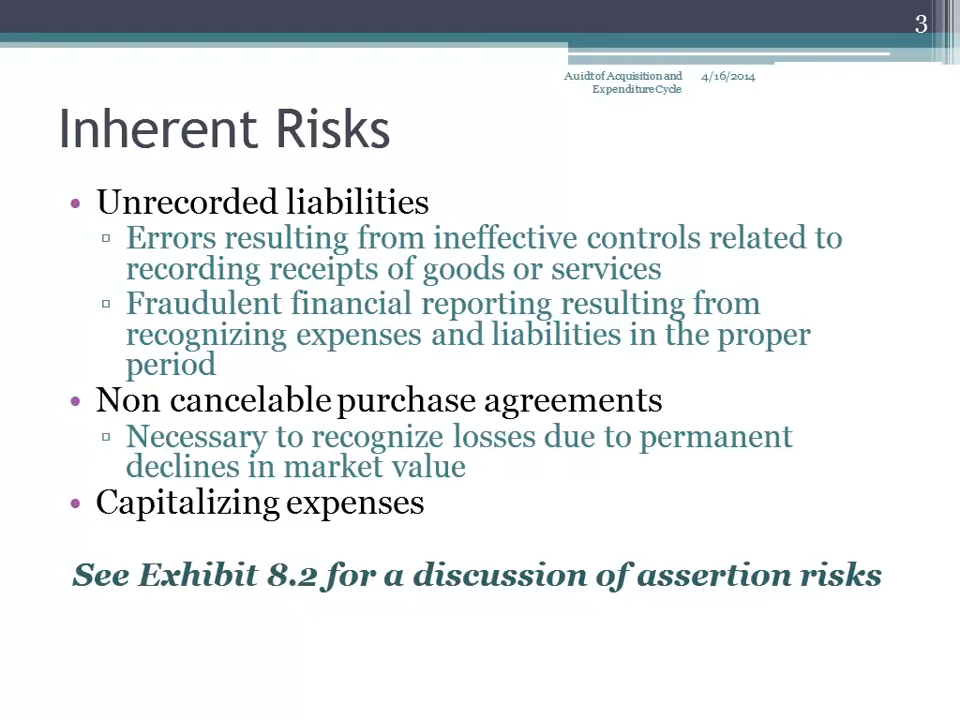 3
Auidt of Acquisition and 4/16/2014
Expenditure Cycle
Inherent Risks
• Unrecorded liabilities
▫ Errors resulting from ineffective controls related to
recording receipts of goods or services
▫ Fraudulent financial reporting resulting from
recognizing expenses and liabilities in the proper
period
• Non cancelable purchase agreements
▫ Necessary to recognize losses due to permanent
declines in market value
• Capitalizing expenses
See Exhibit 8.2 for a discussion of assertion risks